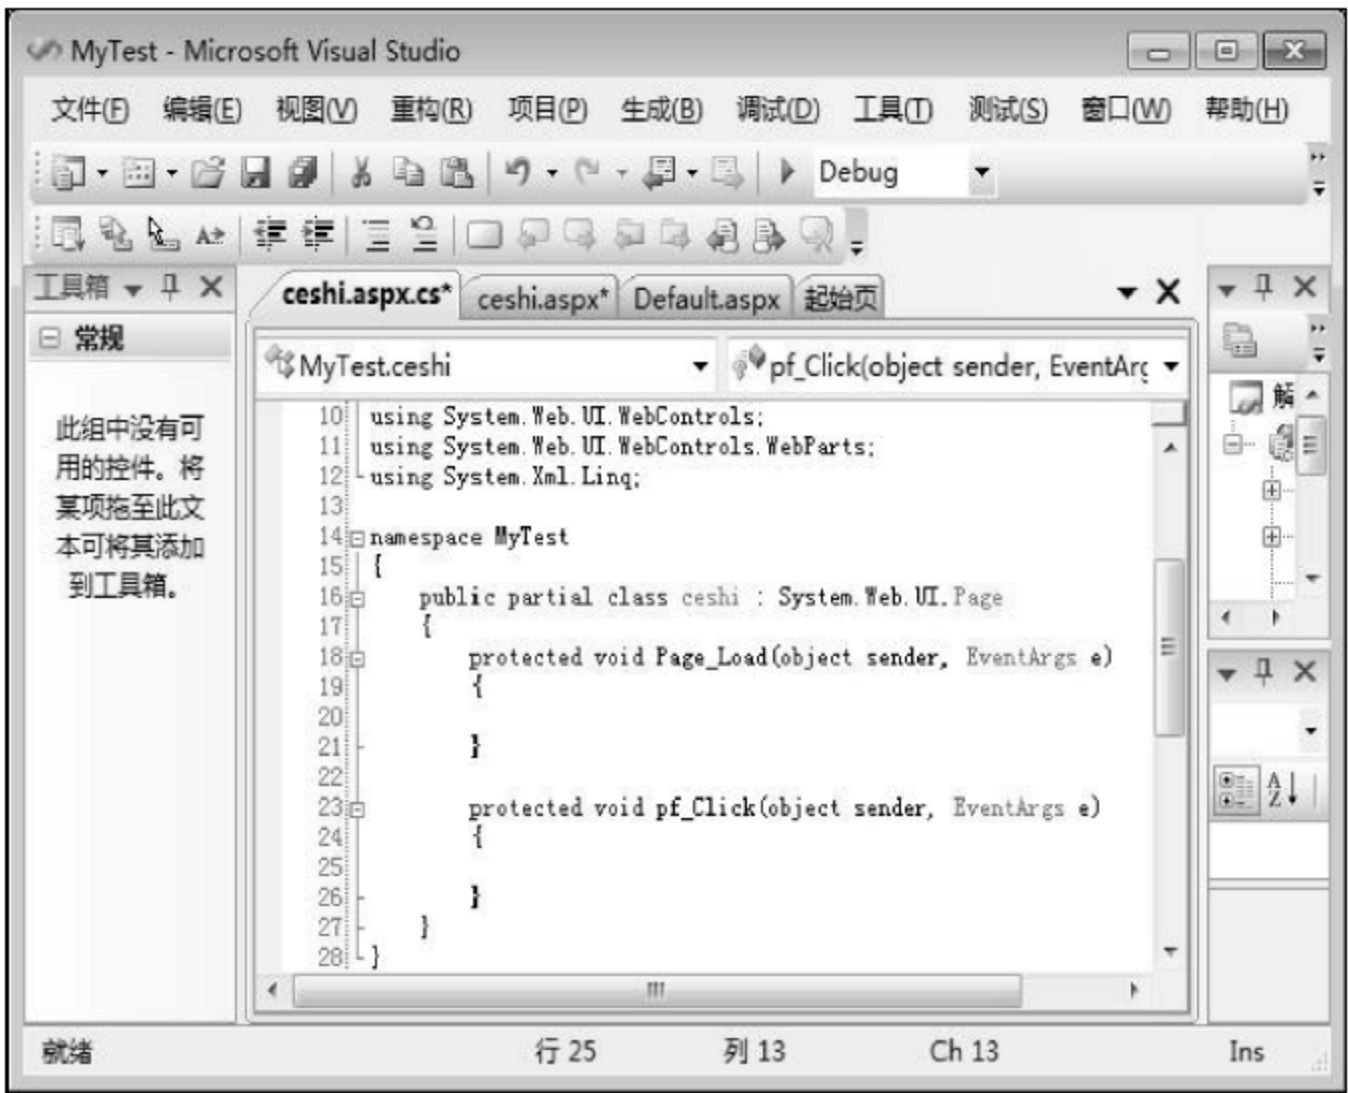 MyTest - Microsoft Visual Studio
文件(F) 编辑(E) 视图(V) 重构(R) 项目(P) 生成(B) 调试(D) 工具(T) 测试(S) 窗口(W) 帮助(H)
Debug
工具箱
ceshi.aspx.cs* ceshi.aspx* Default.aspx 起始页
常规
MyTest.ceshi pf_Click(object sender, EventArg
此组中没有可
用的控件。将
某项拖至此文
本可将其添加
到工具箱。
10 using System.Web.UI.WebControls;
11 using System.Web.UI.WebControls.WebParts;
12 using System.Xml.Linq;
13
14 namespace MyTest
15 {
16 public partial class ceshi : System.Web.UI.Page
17 {
18 protected void Page_Load(object sender, EventArgs e)
19 {
20
21 }
22
23 protected void pf_Click(object sender, EventArgs e)
24 {
25
26 }
27 }
28 }
解
就绪 行 25 列 13 Ch 13 Ins